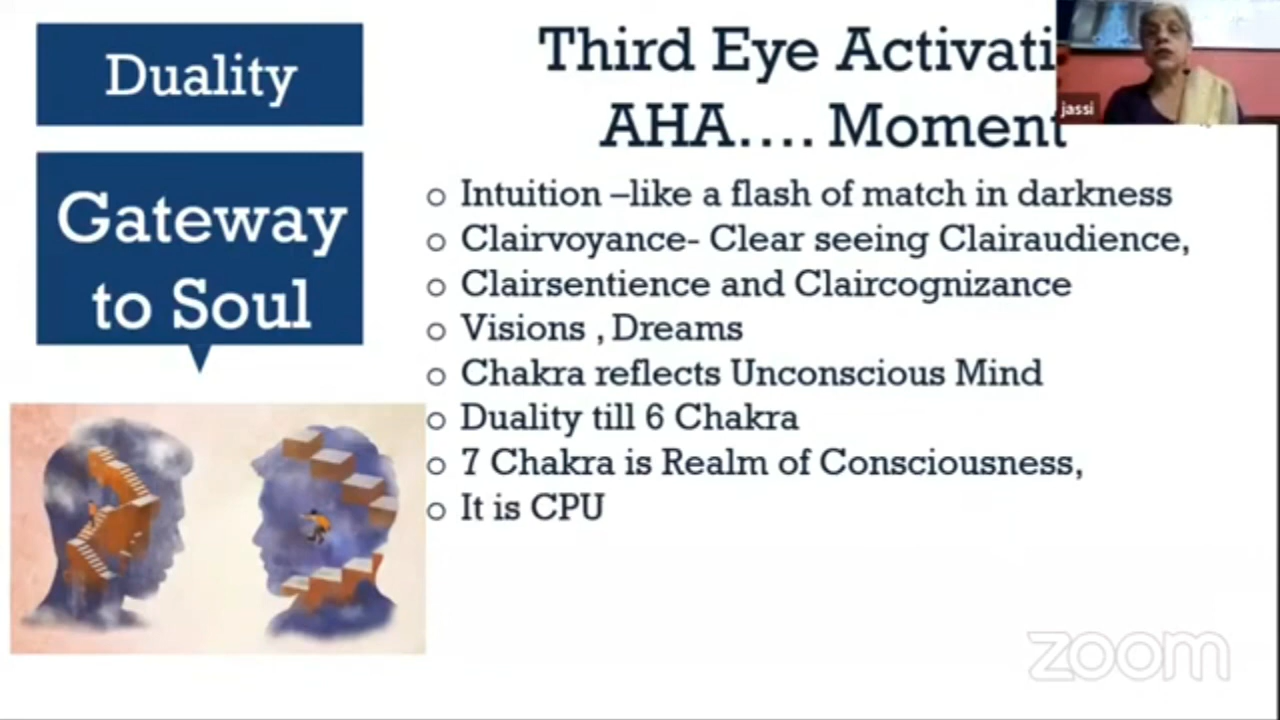 Duality
Gateway
to Soul
Third Eye Activati
AHA.... Moment
○ Intuition –like a flash of match in darkness
○ Clairvoyance- Clear seeing Clairaudience,
○ Clairsentience and Claircognizance
○ Visions , Dreams
○ Chakra reflects Unconscious Mind
○ Duality till 6 Chakra
○ 7 Chakra is Realm of Consciousness,
○ It is CPU
jassi
zoom